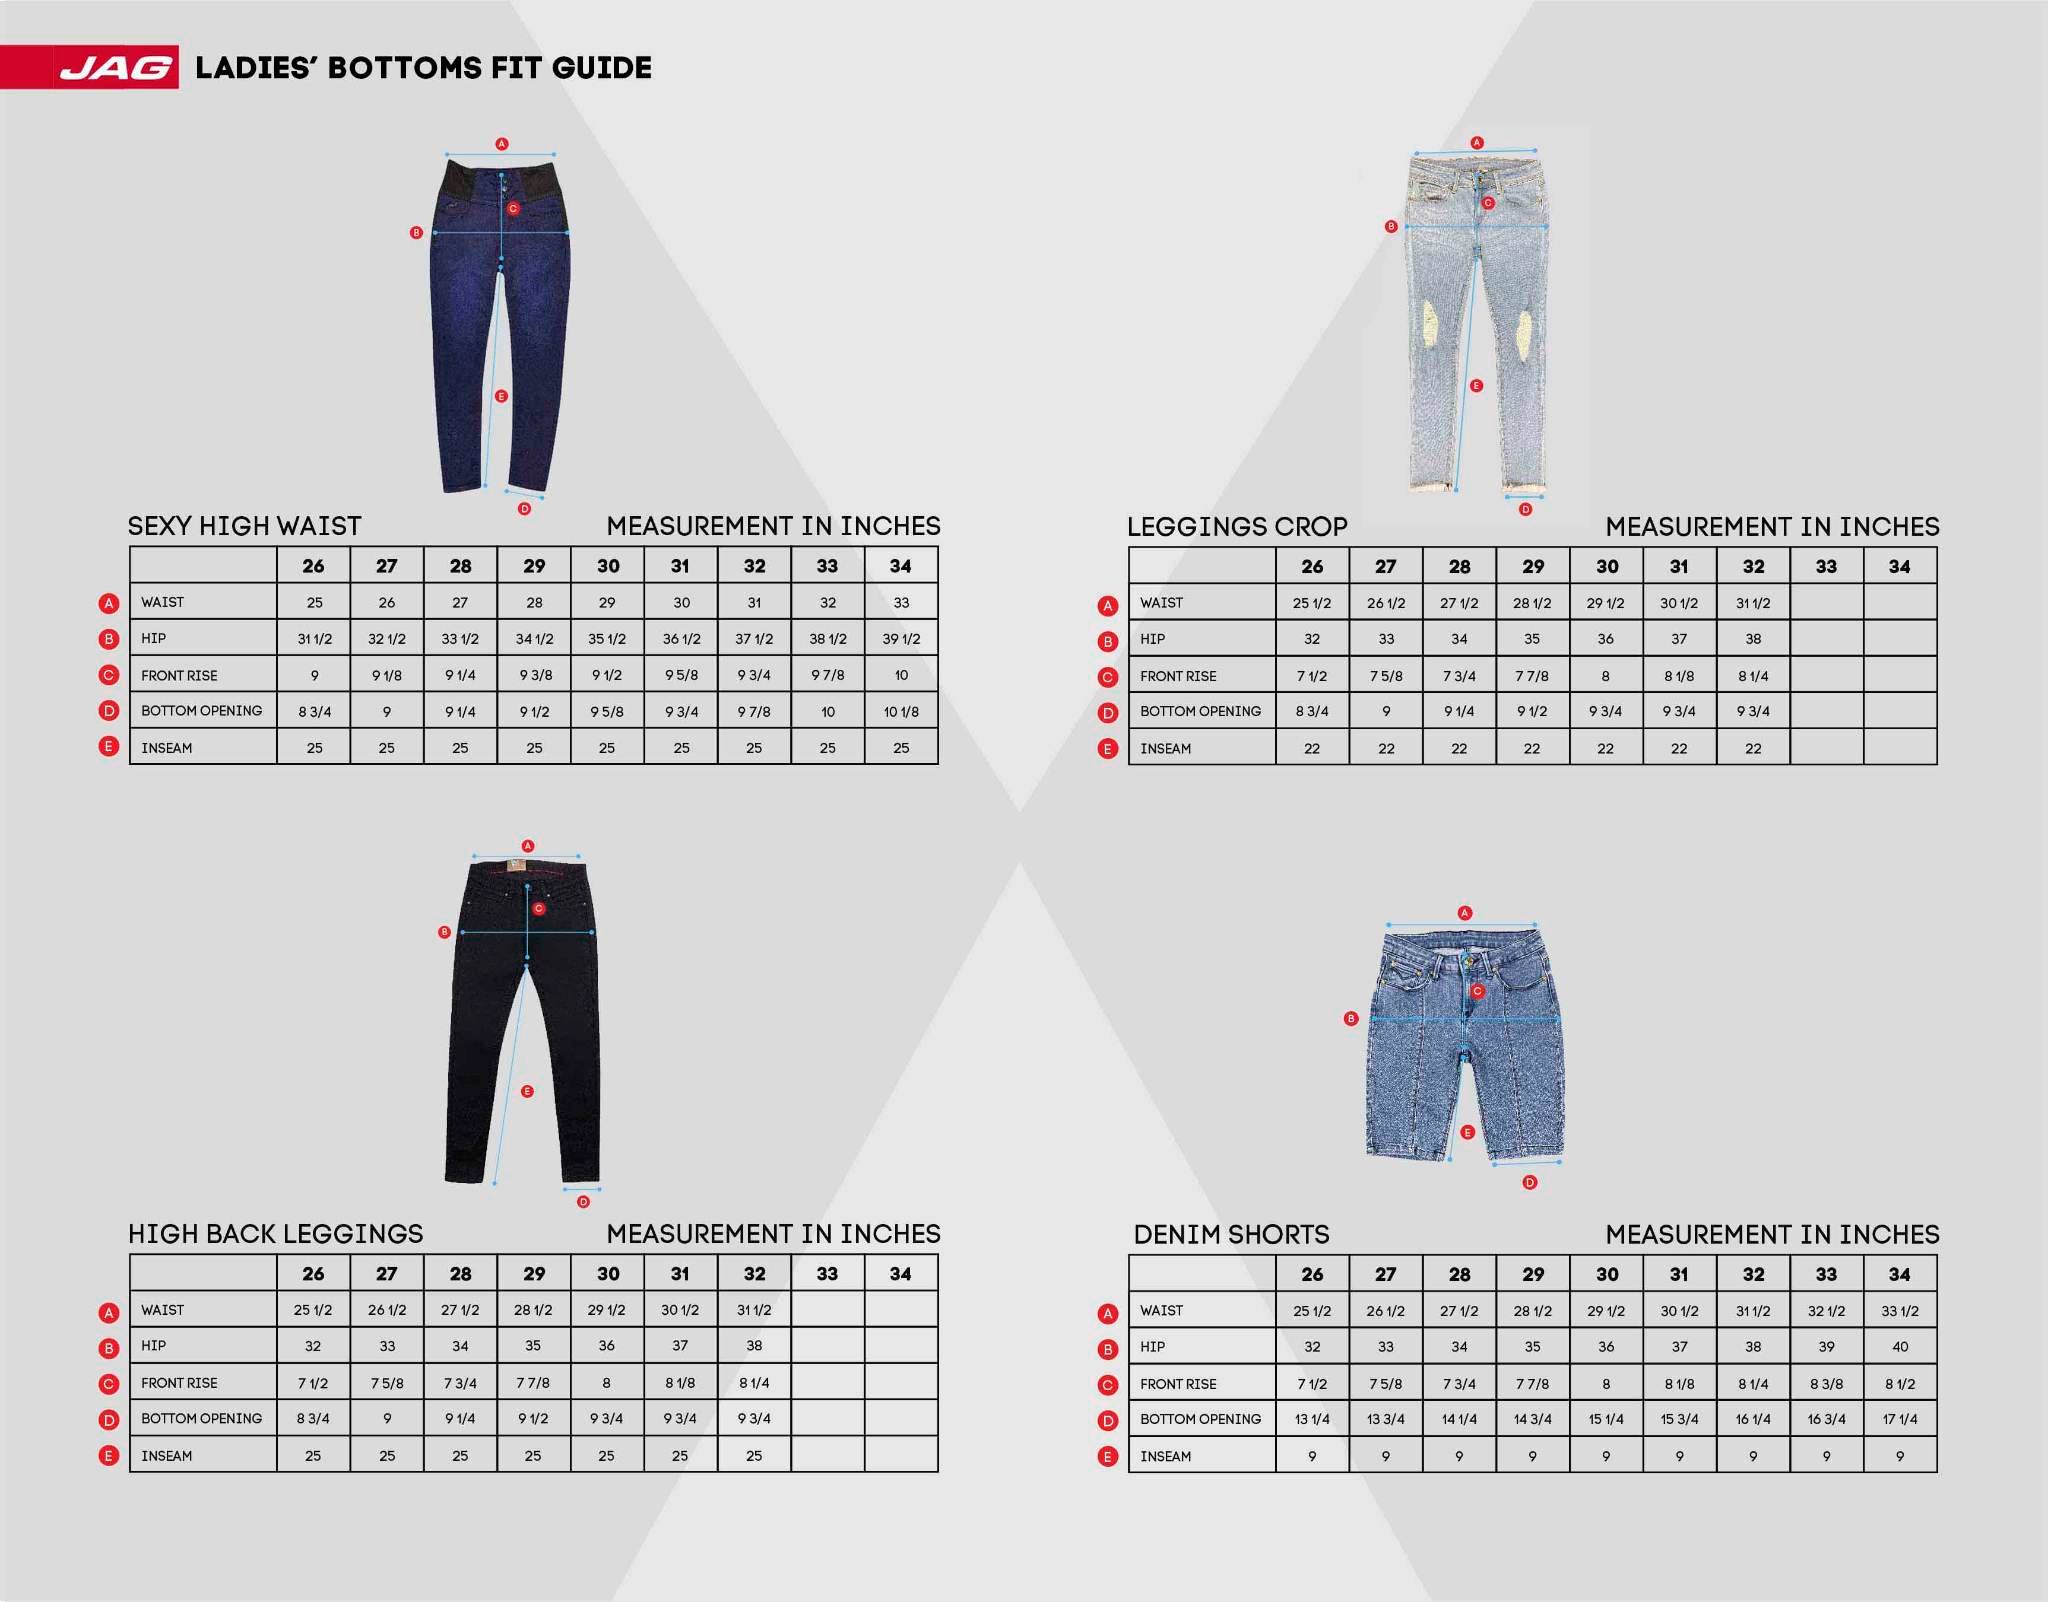 JAG LADIES' BOTTOMS FIT GUIDE
A
C
B
E
D
SEXY HIGH WAIST MEASUREMENT IN INCHES
26 27 28 29 30 31 32 33 34
A WAIST 25 26 27 28 29 30 31 32 33
B HIP 31 1/2 32 1/2 33 1/2 34 1/2 35 1/2 36 1/2 37 1/2 38 1/2 39 1/2
C FRONT RISE 9 9 1/8 9 1/4 9 3/8 9 1/2 9 5/8 9 3/4 9 7/8 10
D BOTTOM OPENING 8 3/4 9 9 1/4 9 1/2 9 5/8 9 3/4 9 7/8 10 10 1/8
E INSEAM 25 25 25 25 25 25 25 25 25
A
C
B
E
D
LEGGINGS CROP MEASUREMENT IN INCHES
26 27 28 29 30 31 32 33 34
A WAIST 25 1/2 26 1/2 27 1/2 28 1/2 29 1/2 30 1/2 31 1/2
B HIP 32 33 34 35 36 37 38
C FRONT RISE 7 1/2 7 5/8 7 3/4 7 7/8 8 8 1/8 8 1/4
D BOTTOM OPENING 8 3/4 9 9 1/4 9 1/2 9 3/4 9 3/4 9 3/4
E INSEAM 22 22 22 22 22 22 22
A
C
B
E
D
HIGH BACK LEGGINGS MEASUREMENT IN INCHES
26 27 28 29 30 31 32 33 34
A WAIST 25 1/2 26 1/2 27 1/2 28 1/2 29 1/2 30 1/2 31 1/2
B HIP 32 33 34 35 36 37 38
C FRONT RISE 7 1/2 7 5/8 7 3/4 7 7/8 8 8 1/8 8 1/4
D BOTTOM OPENING 8 3/4 9 9 1/4 9 1/2 9 3/4 9 3/4 9 3/4
E INSEAM 25 25 25 25 25 25 25
A
C
B
E
D
DENIM SHORTS MEASUREMENT IN INCHES
26 27 28 29 30 31 32 33 34
A WAIST 25 1/2 26 1/2 27 1/2 28 1/2 29 1/2 30 1/2 31 1/2 32 1/2 33 1/2
B HIP 32 33 34 35 36 37 38 39 40
C FRONT RISE 7 1/2 7 5/8 7 3/4 7 7/8 8 8 1/8 8 1/4 8 3/8 8 1/2
D BOTTOM OPENING 13 1/4 13 3/4 14 1/4 14 3/4 15 1/4 15 3/4 16 1/4 16 3/4 17 1/4
E INSEAM 9 9 9 9 9 9 9 9 9